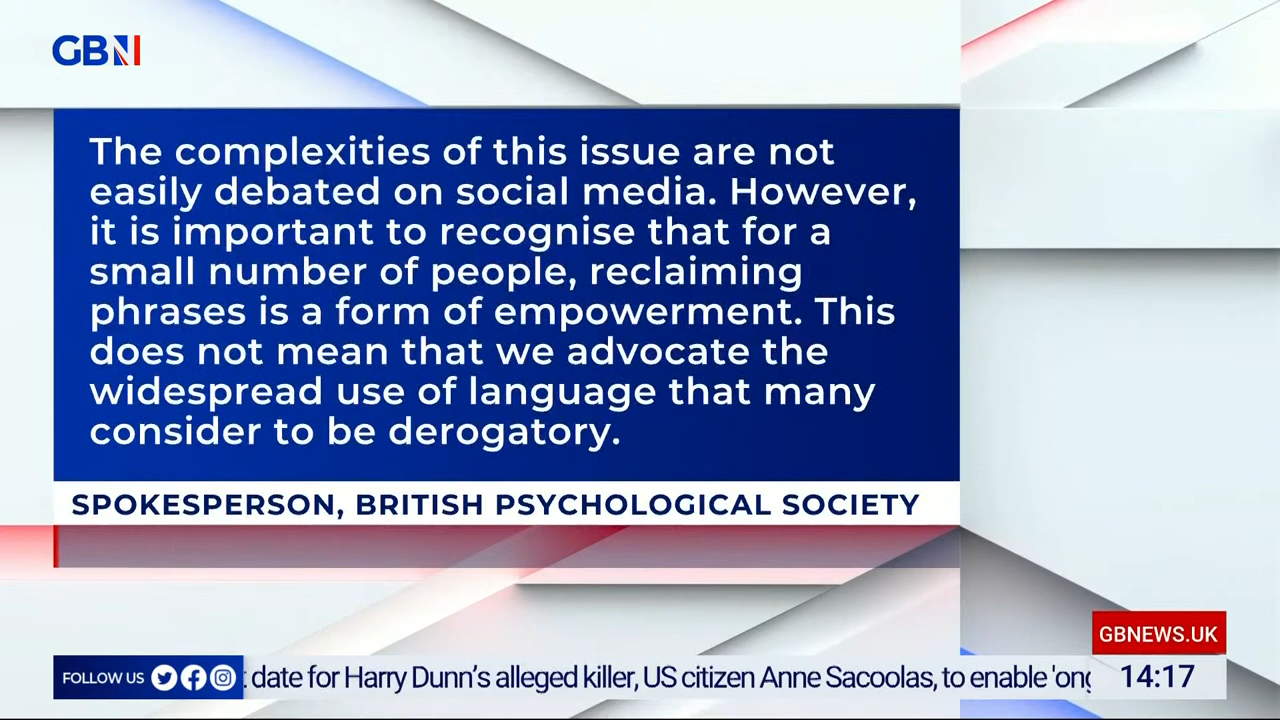 GBN
The complexities of this issue are not
easily debated on social media. However,
it is important to recognise that for a
small number of people, reclaiming
phrases is a form of empowerment. This
does not mean that we advocate the
widespread use of language that many
consider to be derogatory.
SPOKESPERSON, BRITISH PSYCHOLOGICAL SOCIETY
GBNEWS.UK
FOLLOW US date for Harry Dunn’s alleged killer, US citizen Anne Sacoolas, to enable 14:17